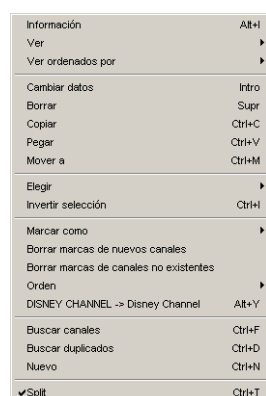 Información Alt+I
Ver
Ver ordenados por
Cambiar datos Intro
Borrar Supr
Copiar Ctrl+C
Pegar Ctrl+V
Mover a Ctrl+M
Elegir
Invertir selección Ctrl+I
Marcar como
Borrar marcas de nuevos canales
Borrar marcas de canales no existentes
Orden
DISNEY CHANNEL -> Disney Channel Alt+Y
Buscar canales Ctrl+F
Buscar duplicados Ctrl+D
Nuevo Ctrl+N
Split Ctrl+T